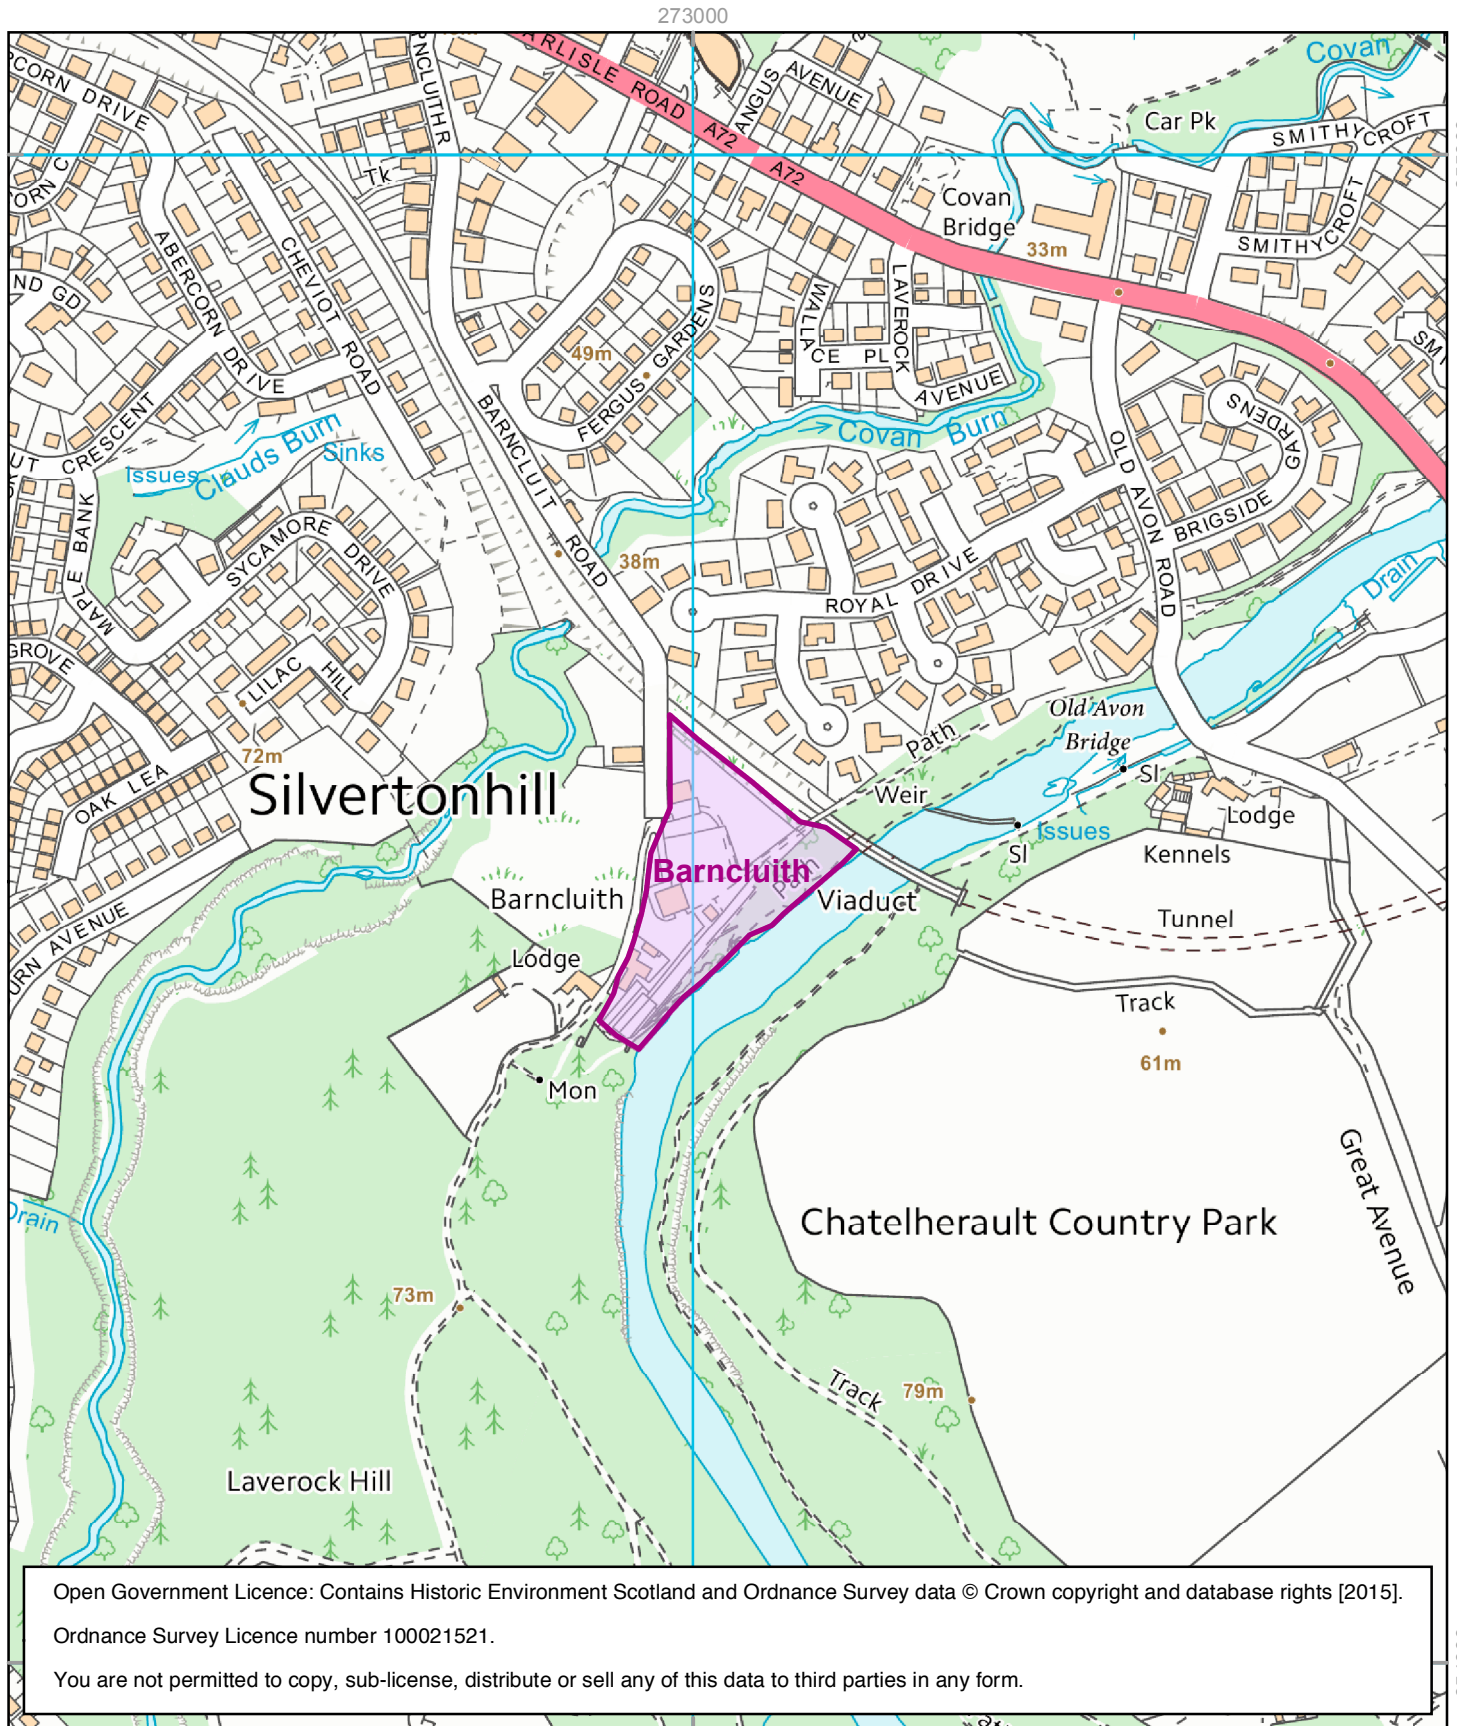 273000
CARLISLE ROAD A72
A72
ANGUS
AVENUE
Covan
Car Pk
SMITHYCROFT
SMITHYCROFT
Tk
Covan
Bridge
33m
ABERCORN DRIVE
CHEVIOT ROAD
WALLACE PL
LAVEROCK
AVENUE
49m
FERGUS GARDENS
BARNCLUIT ROAD
CRESCENT
Issues
Clauds Burn
Sinks
Covan Burn
OLD AVON ROAD
GARDENS
BRIGSIDE
MAPLE BANK
SYCAMORE DRIVE
38m
ROYAL DRIVE
Drain
GROVE
LILAC HILL
72m
OAK LEA
Silvertonhill
Old Avon
Bridge
Path
Weir
Sl
Issues
Sl
Lodge
Kennels
Barncluith
Path
Barncluith
Viaduct
Tunnel
Lodge
Track
61m
Mon
Great Avenue
Chatelherault Country Park
Drain
73m
79m
Track
Laverock Hill
Open Government Licence: Contains Historic Environment Scotland and Ordnance Survey data © Crown copyright and database rights [2015].
Ordnance Survey Licence number 100021521.
You are not permitted to copy, sub-license, distribute or sell any of this data to third parties in any form.